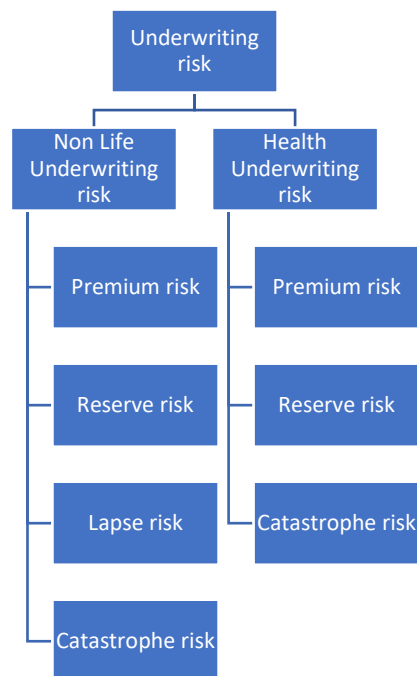 Underwriting
risk
Non Life
Underwriting
risk
Health
Underwriting
risk
Premium risk
Premium risk
Reserve risk
Reserve risk
Lapse risk
Catastrophe risk
Catastrophe risk